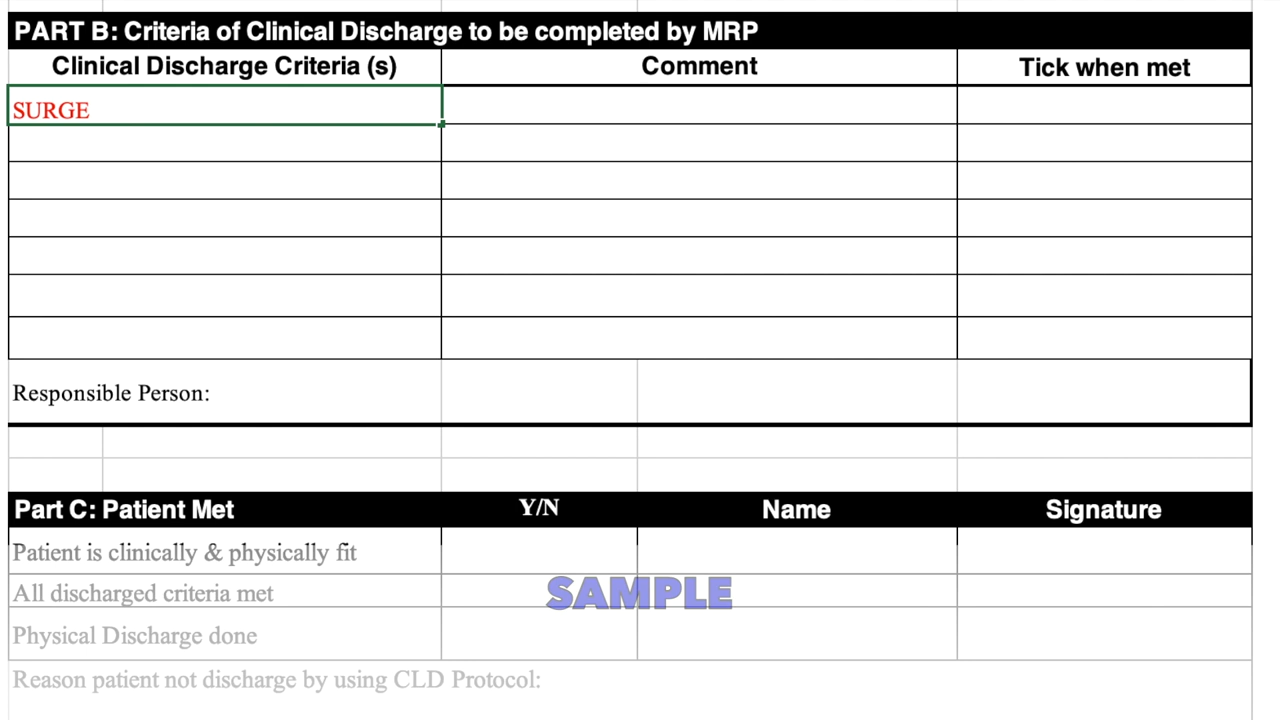 PART B: Criteria of Clinical Discharge to be completed by MRP
Clinical Discharge Criteria (s) Comment Tick when met
SURGE
Responsible Person:
Part C: Patient Met Y/N Name Signature
Patient is clinically & physically fit
All discharged criteria met
SAMPLE
Physical Discharge done
Reason patient not discharge by using CLD Protocol: